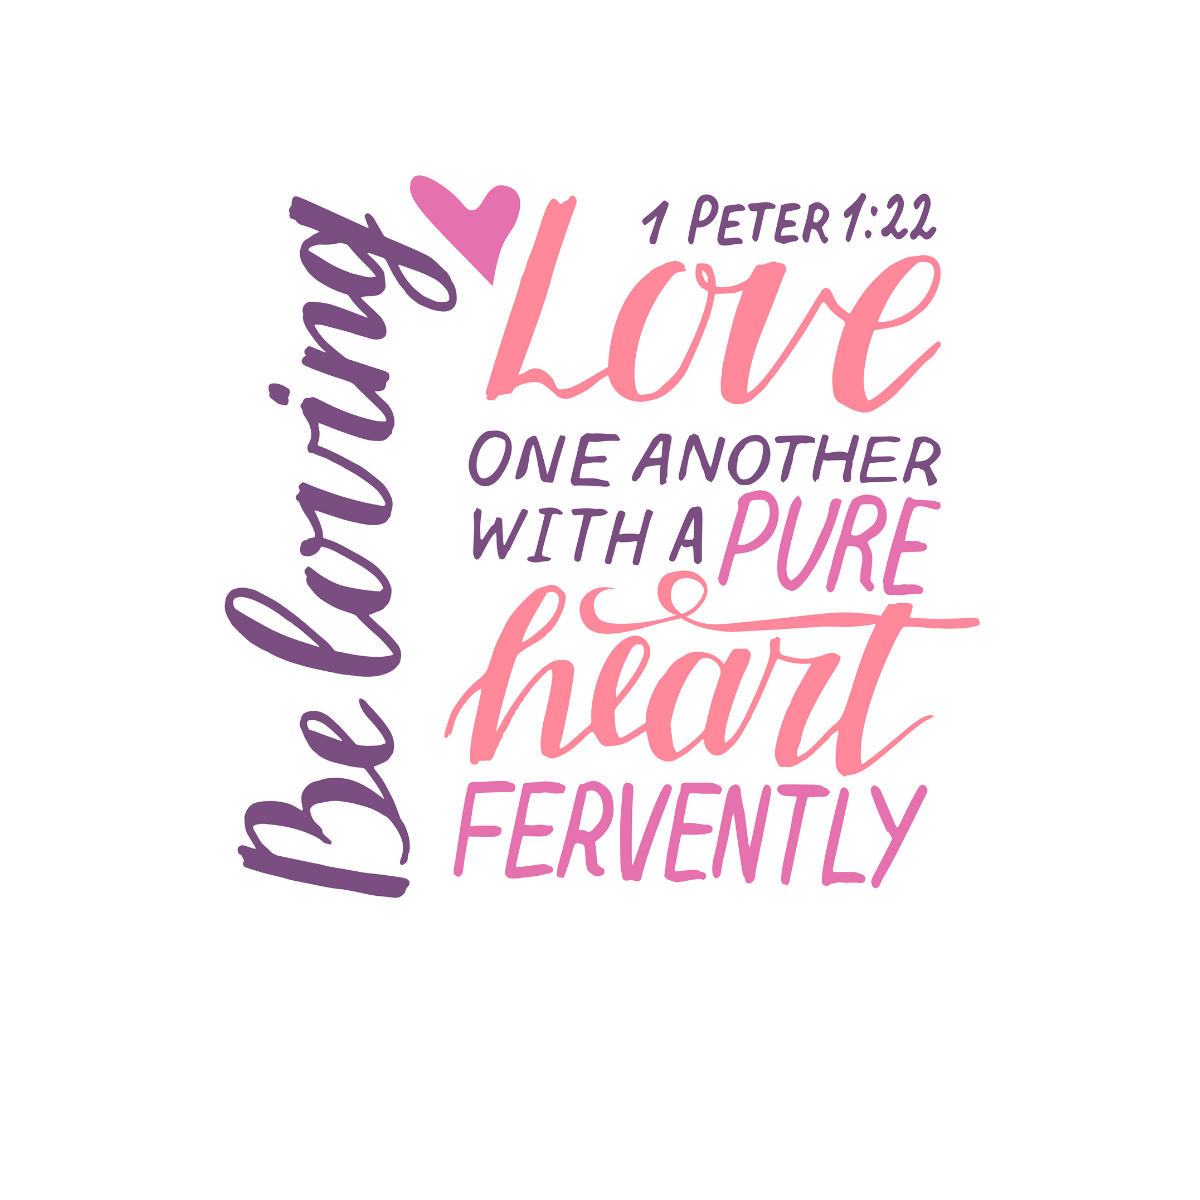 Be loving
1 PETER 1:22
Love
ONE ANOTHER
WITH A PURE
heart
FERVENTLY